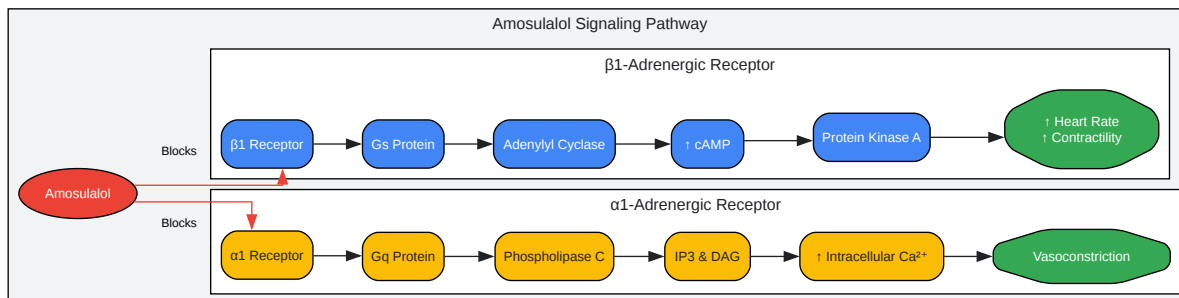 Amosulalol Signaling Pathway
β1-Adrenergic Receptor
β1 Receptor
Gs Protein
Adenylyl Cyclase
↑ cAMP
Protein Kinase A
↑ Heart Rate
↑ Contractility
Blocks
Amosulalol
Blocks
α1-Adrenergic Receptor
α1 Receptor
Gq Protein
Phospholipase C
IP3 & DAG
↑ Intracellular Ca²⁺
Vasoconstriction